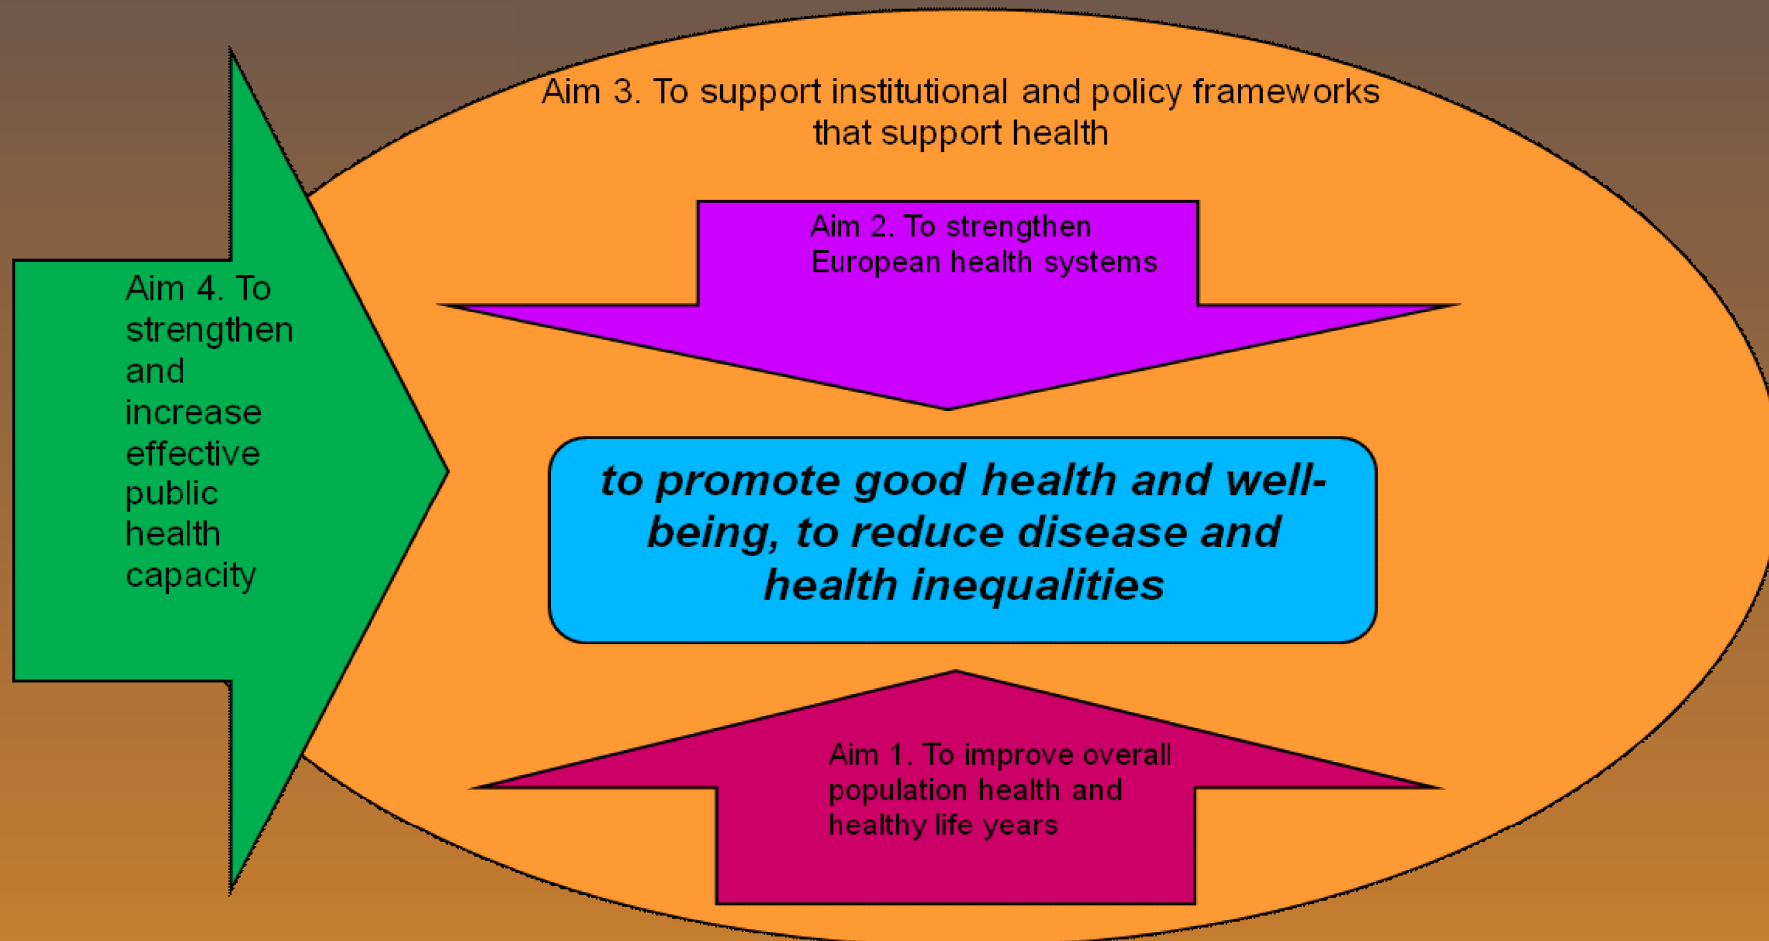 Aim 3. To support institutional and policy frameworks
that support health
Aim 2. To strengthen
European health systems
Aim 4. To
strengthen
and
increase
effective
public
health
capacity
to promote good health and well-
being, to reduce disease and
health inequalities
Aim 1. To improve overall
population health and
healthy life years